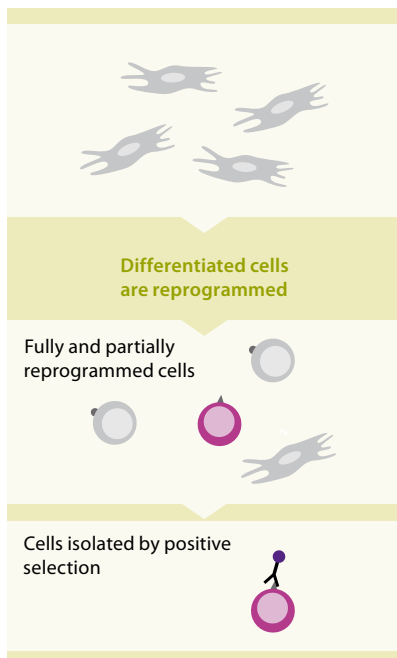 Differentiated cells
are reprogrammed
Fully and partially
reprogrammed cells
Cells isolated by positive
selection